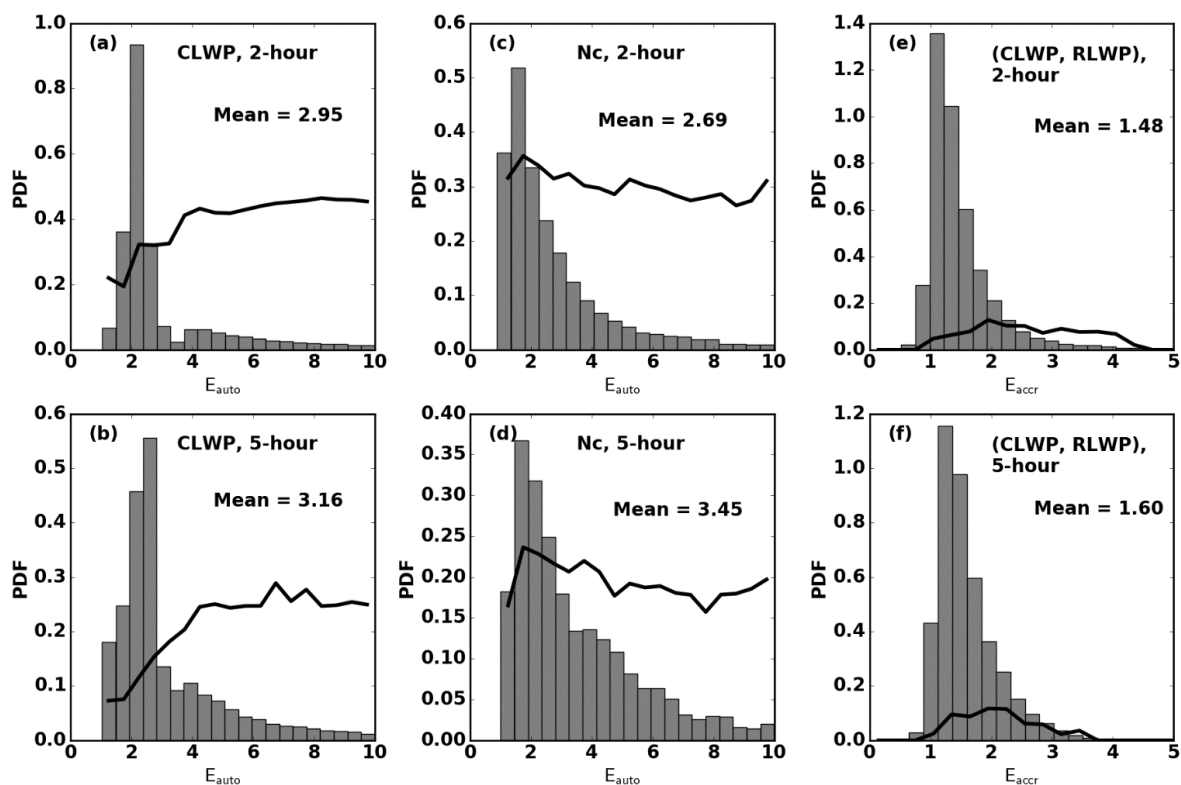 (a) CLWP, 2-hour
Mean = 2.95
PDF
1.0
0.8
0.6
0.4
0.2
0.0
0 2 4 6 8 10
E_auto
(c) Nc, 2-hour
Mean = 2.69
PDF
0.6
0.5
0.4
0.3
0.2
0.1
0.0
0 2 4 6 8 10
E_auto
(e) (CLWP, RLWP),
2-hour
Mean = 1.48
1.4
1.2
1.0
0.8
0.6
0.4
0.2
0.0
PDF
0 1 2 3 4 5
E_accr
(b) CLWP, 5-hour
Mean = 3.16
PDF
0.6
0.5
0.4
0.3
0.2
0.1
0.0
0 2 4 6 8 10
E_auto
(d) Nc, 5-hour
Mean = 3.45
PDF
0.40
0.35
0.30
0.25
0.20
0.15
0.10
0.05
0.00
0 2 4 6 8 10
E_auto
(f) (CLWP, RLWP),
5-hour
Mean = 1.60
PDF
1.2
1.0
0.8
0.6
0.4
0.2
0.0
0 1 2 3 4 5
E_accr